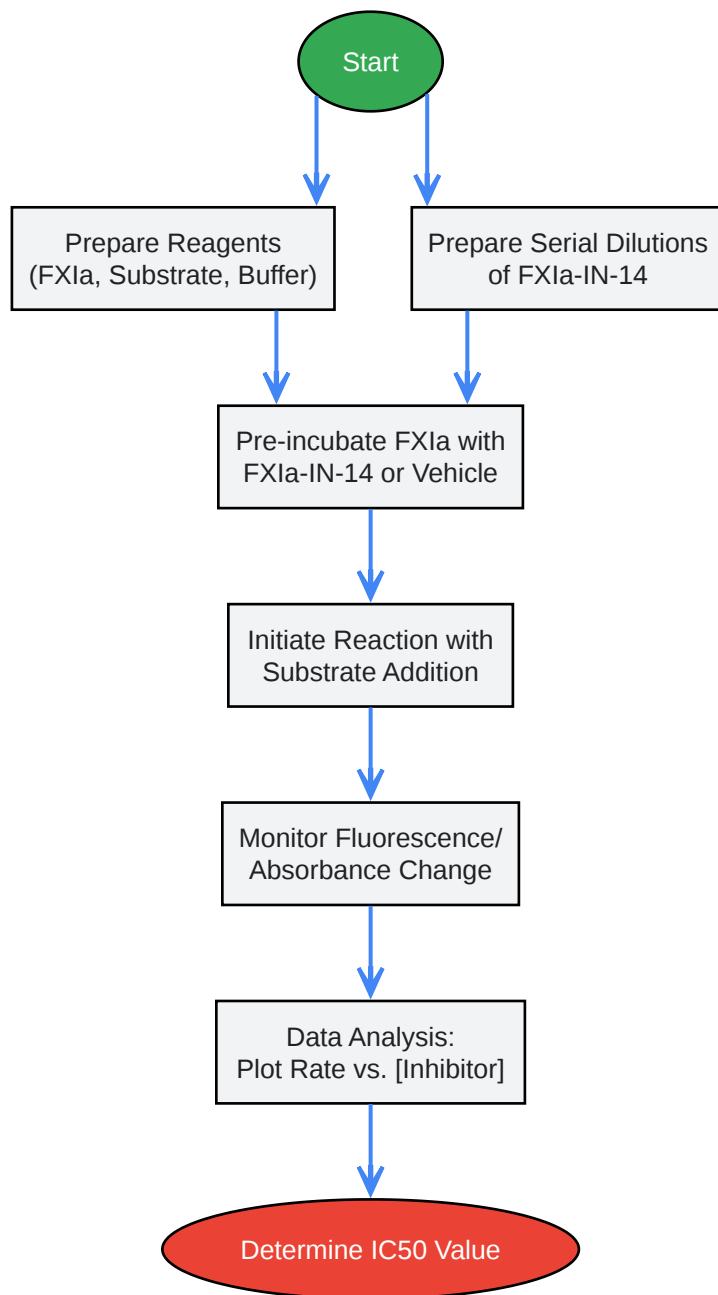 Start
Prepare Reagents
(FXIa, Substrate, Buffer)
Prepare Serial Dilutions
of FXIa-IN-14
Pre-incubate FXIa with
FXIa-IN-14 or Vehicle
Initiate Reaction with
Substrate Addition
Monitor Fluorescence/
Absorbance Change
Data Analysis:
Plot Rate vs. [Inhibitor]
Determine IC50 Value